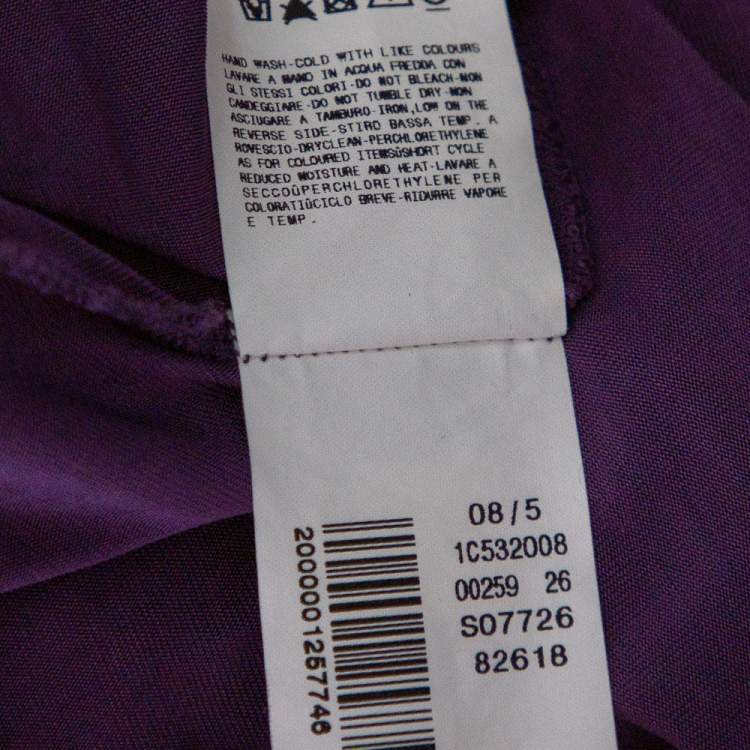 HAND WASH-COLD WITH LIKE COLOURS
LAVARE A MANO IN ACQUA FREDDA CON
GLI STESSI COLORI-DO NOT BLEACH-NON
CANDEGGIARE-DO NOT TUMBLE DRY-NON
ASCIUGARE A TAMBURO-IRON,LOW ON THE
REVERSE SIDE-STIRO BASSA TEMP. A
ROVESCIO-DRYCLEAN-PERCHLORETHYLENE
AS FOR COLOURED ITEMSûSHORT CYCLE
REDUCED MOISTURE AND HEAT-LAVARE A
SECCOûPERCHLORETHYLENE PER
COLORATIûCICLO BREVE-RIDURRE VAPORE
E TEMP.
08/5
1C532008
00259 26
S07726
82618
2000001257746